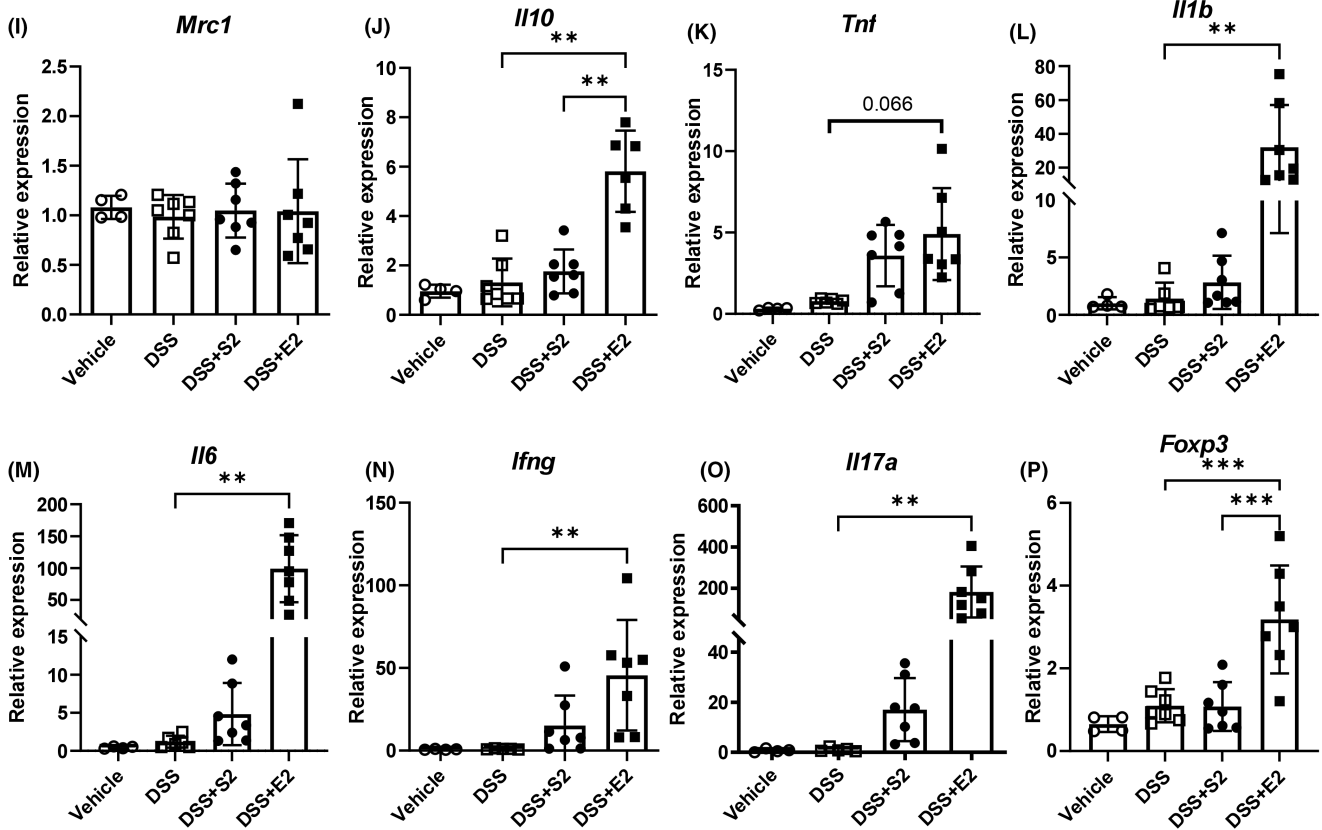 (I) Mrc1
Relative expression
2.5
2.0
1.5
1.0
0.5
0.0
Vehicle
DSS
DSS+S2
DSS+E2
(J) Il10
**
**
Relative expression
10
8
6
4
2
0
Vehicle
DSS
DSS+S2
DSS+E2
(K) Tnf
0.066
Relative expression
15
10
5
0
Vehicle
DSS
DSS+S2
DSS+E2
(L) Il1b
**
Relative expression
80
60
40
20
10
5
0
Vehicle
DSS
DSS+S2
DSS+E2
(M) Il6
**
Relative expression
200
150
100
50
15
10
5
0
Vehicle
DSS
DSS+S2
DSS+E2
(N) Ifng
**
Relative expression
150
100
50
0
Vehicle
DSS
DSS+S2
DSS+E2
(O) Il17a
**
Relative expression
600
400
200
40
20
0
Vehicle
DSS
DSS+S2
DSS+E2
(P) Foxp3
***
***
Relative expression
6
4
2
0
Vehicle
DSS
DSS+S2
DSS+E2